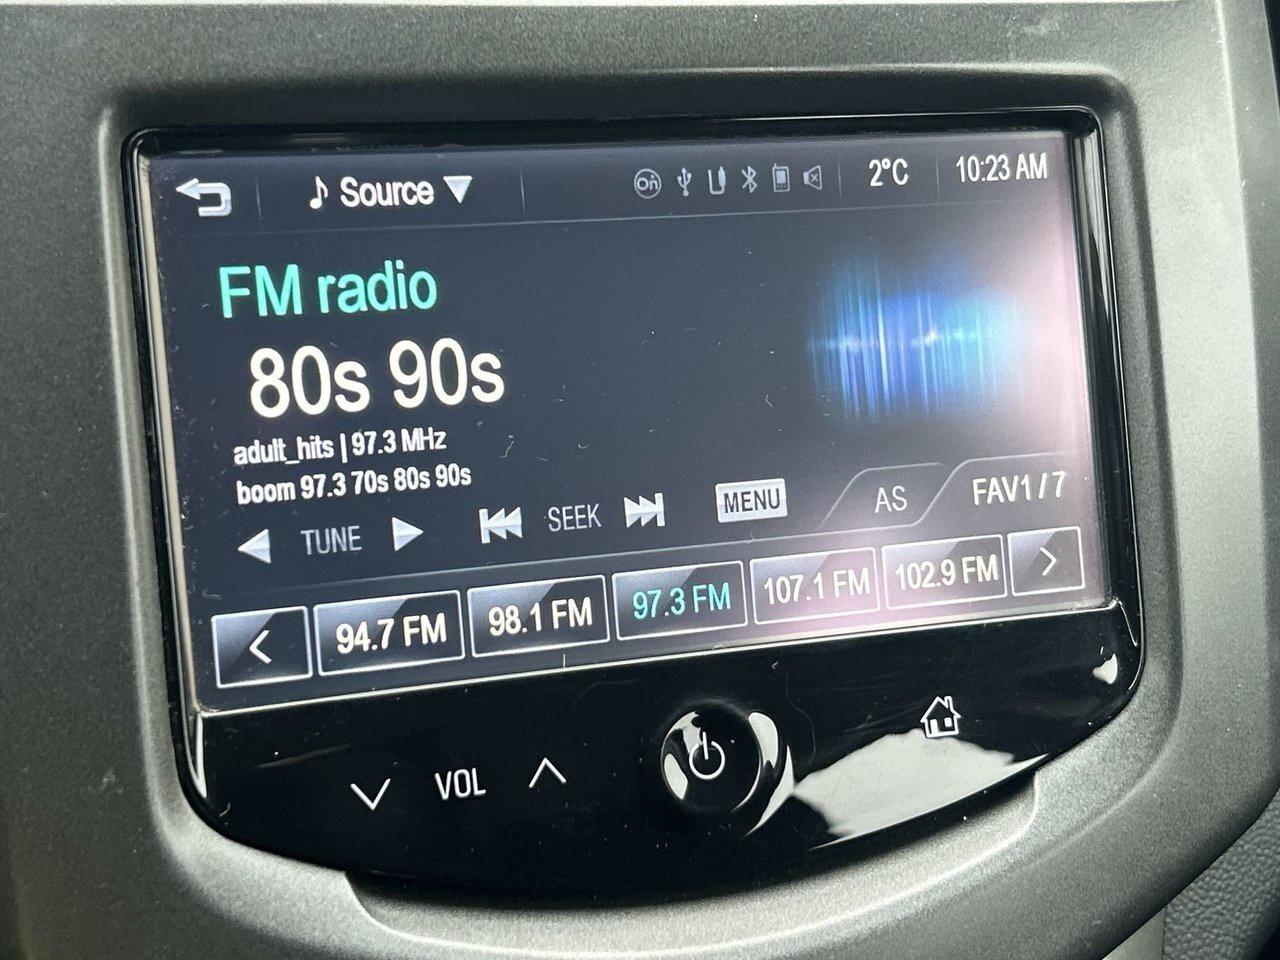 Source
2°C
10:23 AM
FM radio
80s 90s
adult_hits | 97.3 MHz
boom 97.3 70s 80s 90s
TUNE
SEEK
MENU
AS
FAV1/7
94.7 FM
98.1 FM
97.3 FM
107.1 FM
102.9 FM
VOL